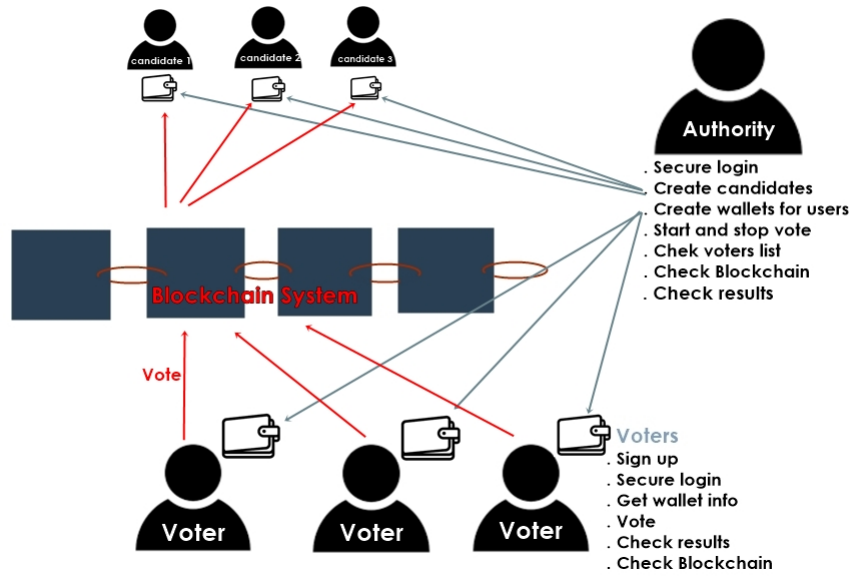 candidate 1
candidate 2
candidate 3
Authority
. Secure login
. Create candidates
. Create wallets for users
. Start and stop vote
. Chek voters list
. Check Blockchain
. Check results
Blockchain System
Vote
Voters
. Sign up
. Secure login
. Get wallet info
. Vote
. Check results
. Check Blockchain
Voter
Voter
Voter